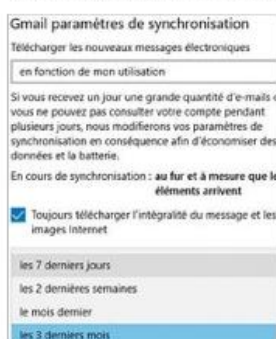 Gmail paramètres de synchronisation
Télécharger les nouveaux messages électroniques
en fonction de mon utilisation
Si vous recevez un jour une grande quantité d'e-mails
vous ne pouvez pas consulter votre compte pendant
plusieurs jours, nous modifierons vos paramètres de
synchronisation en conséquence afin d'économiser des
données et la batterie.
En cours de synchronisation : au fur et à mesure que le
éléments arrivent
Toujours télécharger l'intégralité du message et les
images Internet
les 7 derniers jours
les 2 dernières semaines
le mois dernier
les 3 derniers mois